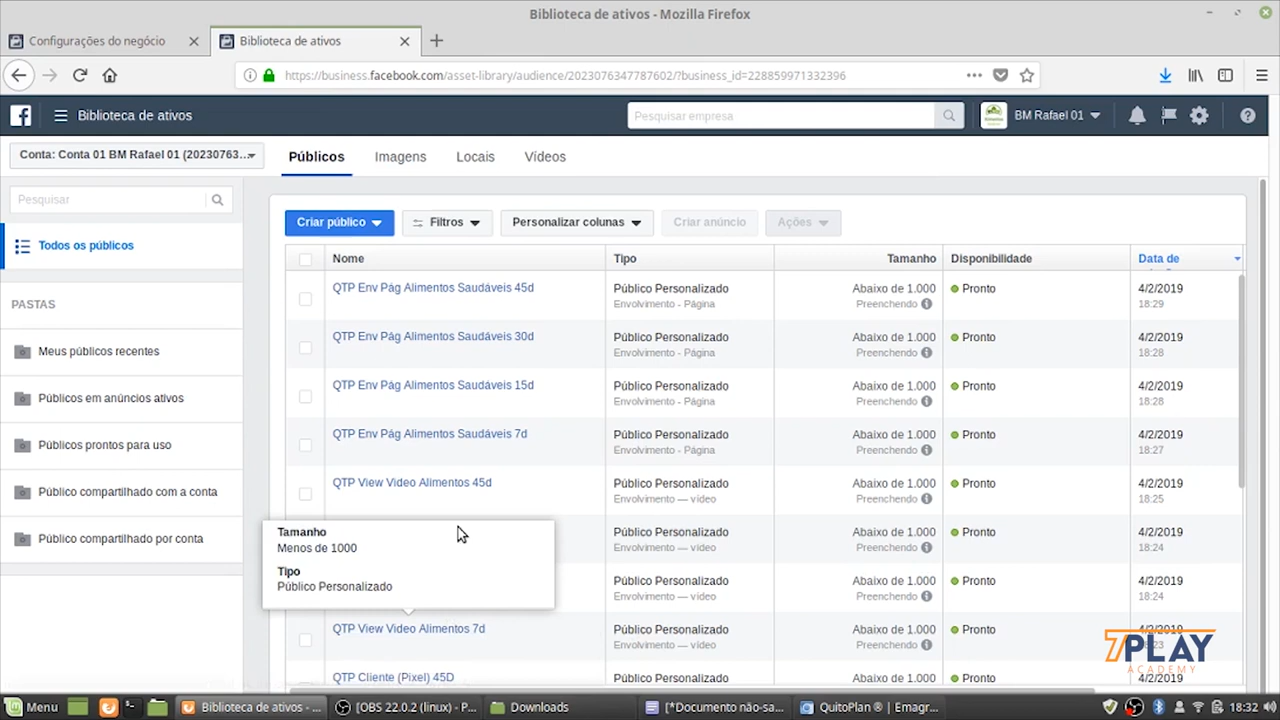 Biblioteca de ativos - Mozilla Firefox
Configurações do negócio
Biblioteca de ativos
https://business.facebook.com/asset-library/audience/2023076347787602/?business_id=228859971332396
Biblioteca de ativos
Pesquisar empresa
BM Rafael 01
Conta: Conta 01 BM Rafael 01 (20230763...
Públicos
Imagens
Locais
Vídeos
Pesquisar
Todos os públicos
PASTAS
Meus públicos recentes
Públicos em anúncios ativos
Públicos prontos para uso
Público compartilhado com a conta
Público compartilhado por conta
Criar público
Filtros
Personalizar colunas
Criar anúncio
Ações
Nome Tipo Tamanho Disponibilidade Data de
QTP Env Pág Alimentos Saudáveis 45d Público Personalizado Abaixo de 1.000 Pronto 4/2/2019
Envolvimento - Página Preenchendo 18:29
QTP Env Pág Alimentos Saudáveis 30d Público Personalizado Abaixo de 1.000 Pronto 4/2/2019
Envolvimento - Página Preenchendo 18:28
QTP Env Pág Alimentos Saudáveis 15d Público Personalizado Abaixo de 1.000 Pronto 4/2/2019
Envolvimento - Página Preenchendo 18:28
QTP Env Pág Alimentos Saudáveis 7d Público Personalizado Abaixo de 1.000 Pronto 4/2/2019
Envolvimento - Página Preenchendo 18:27
QTP View Video Alimentos 45d Público Personalizado Abaixo de 1.000 Pronto 4/2/2019
Envolvimento — vídeo Preenchendo 18:25
Público Personalizado Abaixo de 1.000 Pronto 4/2/2019
Envolvimento — vídeo Preenchendo 18:24
Público Personalizado Abaixo de 1.000 Pronto 4/2/2019
Envolvimento — vídeo Preenchendo 18:24
Tamanho
Menos de 1000
Tipo
Público Personalizado
QTP View Video Alimentos 7d Público Personalizado Abaixo de 1.000 Pronto 4/2/2019
Envolvimento — vídeo Preenchendo
QTP Cliente (Pixel) 45D Público Personalizado Abaixo de 1.000 Pronto 4/2/2019
7PLAY
ACADEMY
Menu
Biblioteca de ativos - ...
[OBS 22.0.2 (linux) - P...
Downloads
[*Documento não-sa...
QuitoPlan ® | Emagr...
18:32